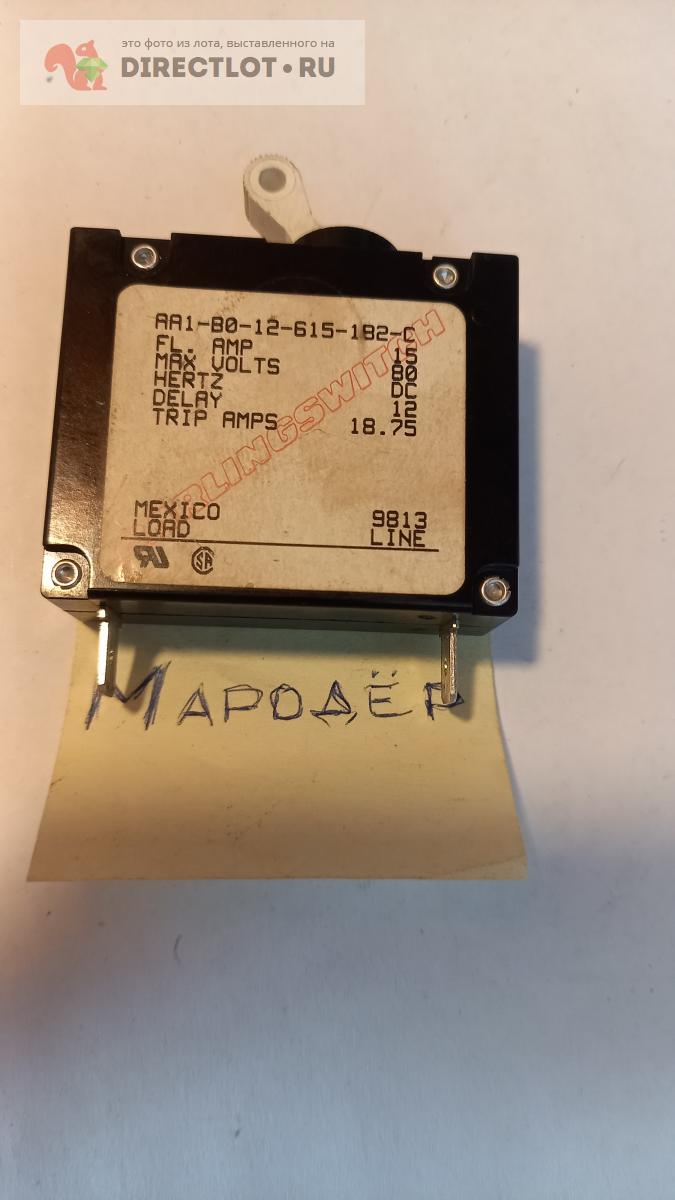 это фото из лота, выставленного на
DIRECTLOT.RU
AA1-B0-12-615-1B2-C
FL. AMP 15
MAX VOLTS 80
HERTZ DC
DELAY 12
TRIP AMPS 18.75
MEXICO 9813
LOAD LINE
SA
Мародёр